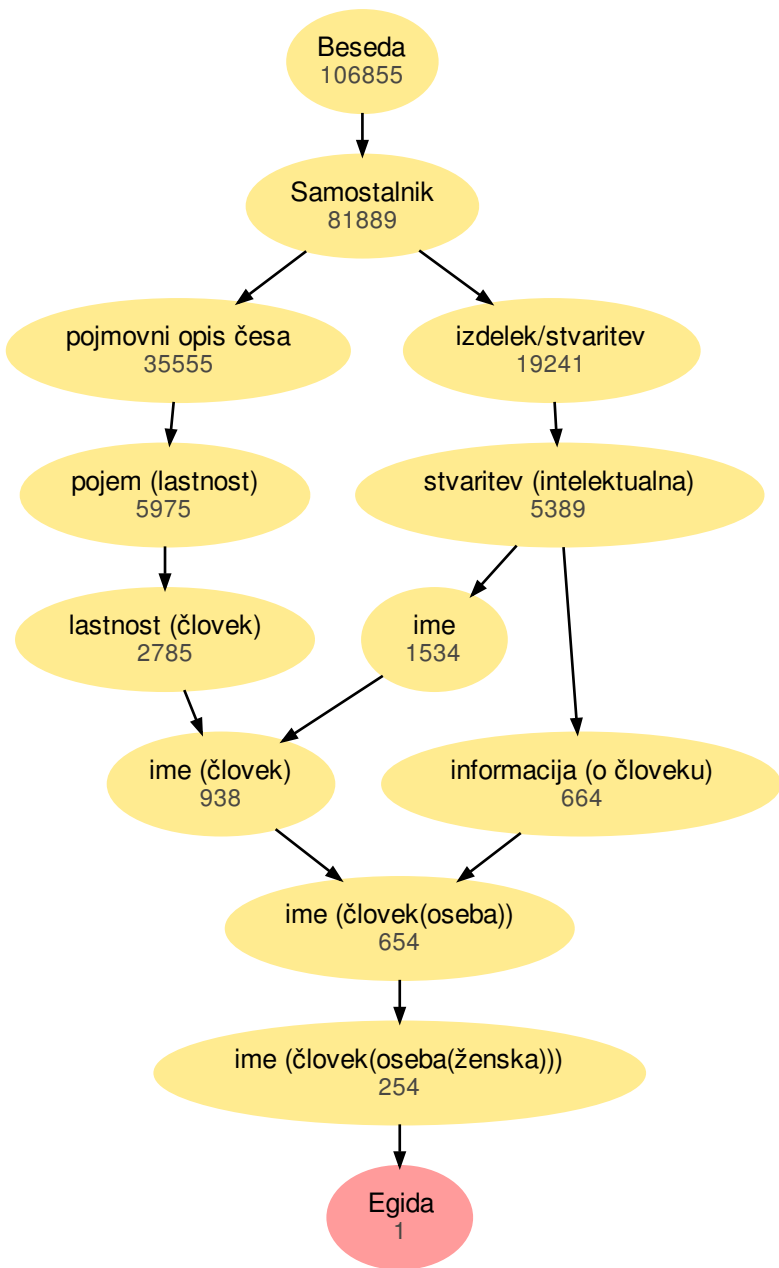 Beseda
106855
Samostalnik
81889
pojmovni opis česa
35555
izdelek/stvaritev
19241
pojem (lastnost)
5975
stvaritev (intelektualna)
5389
lastnost (človek)
2785
ime
1534
ime (človek)
938
informacija (o človeku)
664
ime (človek(oseba))
654
ime (človek(oseba(ženska)))
254
Egida
1